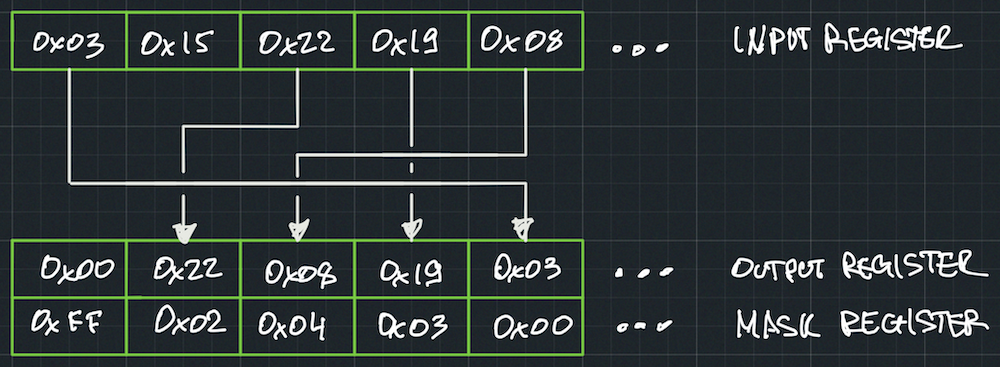 0x03 0x15 0x22 0x19 0x08 ... INPUT REGISTER
0x00 0x22 0x08 0x19 0x03 ... OUTPUT REGISTER
0xFF 0x02 0x04 0x03 0x00 ... MASK REGISTER